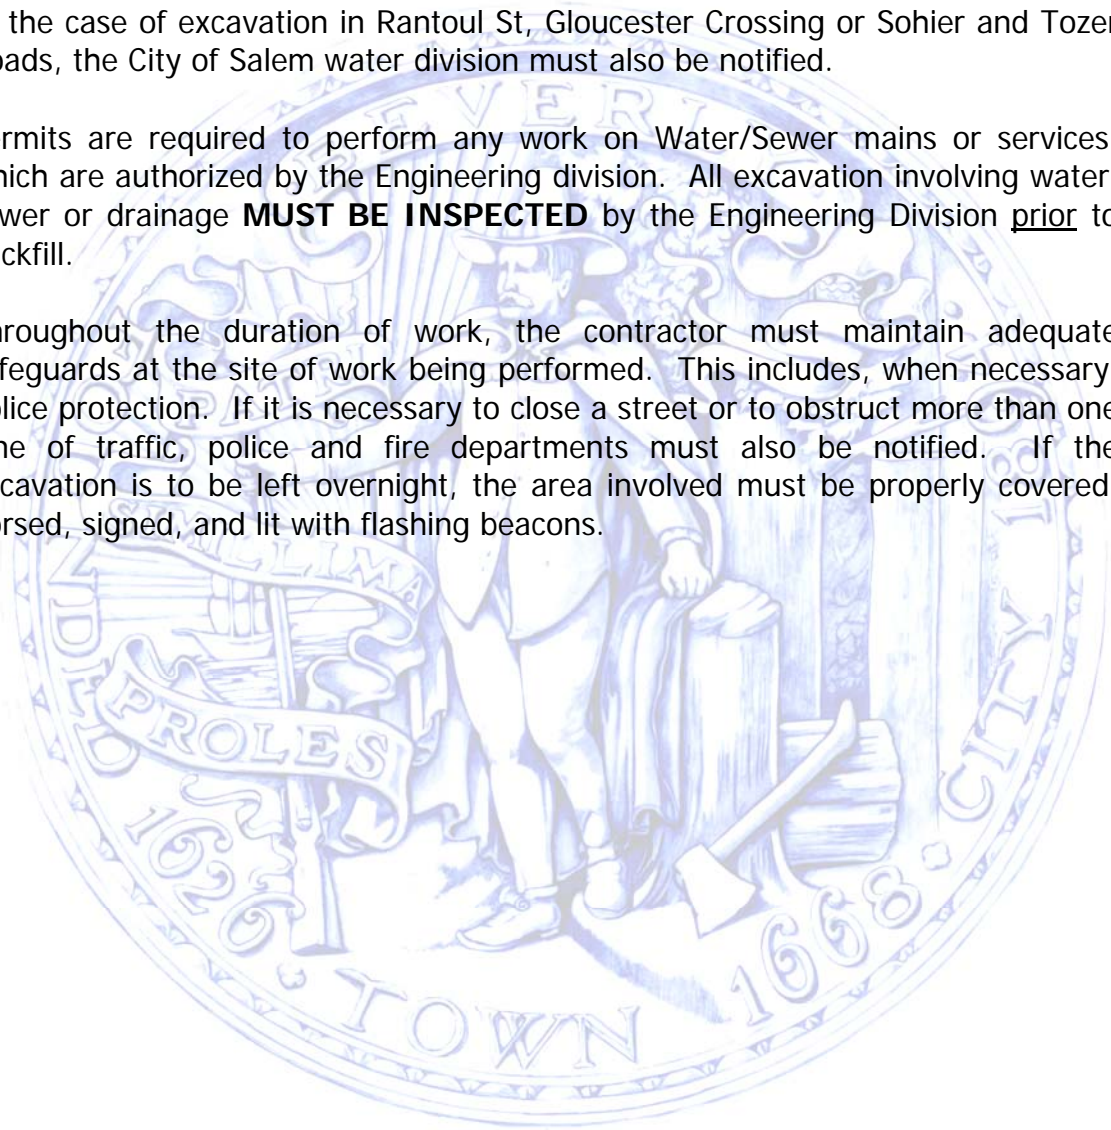 the case of excavation in Rantoul St, Gloucester Crossing or Sohier and Tozer
oads, the City of Salem water division must also be notified.
rmits are required to perform any work on Water/Sewer mains or services
hich are authorized by the Engineering division. All excavation involving water
wer or drainage MUST BE INSPECTED by the Engineering Division prior to
ckfill.
hroughout the duration of work, the contractor must maintain adequate
feguards at the site of work being performed. This includes, when necessary
olice protection. If it is necessary to close a street or to obstruct more than one
ne of traffic, police and fire departments must also be notified. If the
cavation is to be left overnight, the area involved must be properly covered
orsed, signed, and lit with flashing beacons.
PROLES
1626
TOWN 1668
CITY